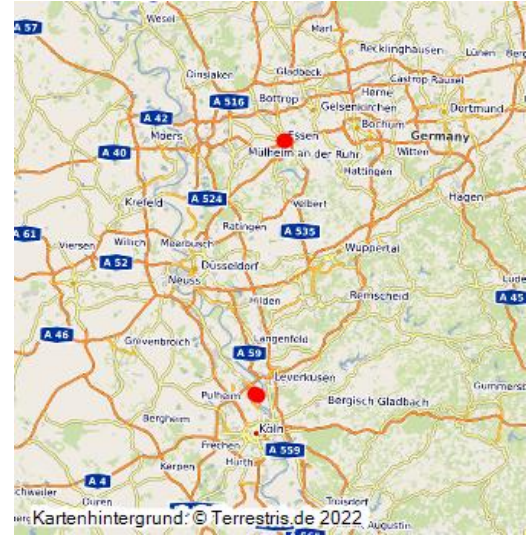 A 57
Wesel
Marl
Recklinghausen
Lünen
Berg
Dinslaken
Gladbeck
Castrop Rauxel
A 516
Bottrop
Herne
Gelsenkirchen
Dortmund
A 42
Moers
Essen
Bochum
Germany
A 40
Mülheim an der Ruhr
Witten
Hattingen
Krefeld
A 524
Velbert
Hagen
A 61
Ratingen
A 535
Viersen
Willich
Meerbusch
Wuppertal
A 52
Düsseldorf
Neuss
Lüde
Hilden
Remscheid
A 45
A 46
Grevenbroich
Langenfeld
A 59
Leverkusen
Pulheim
Gummersb
Bergisch Gladbach
Bergheim
Köln
Frechen
A 559
Hürth
Kerpen
A 4
chweiler
Düren
Troisdorf
Kartenhintergrund: © Terrestris.de 2022
Augustin